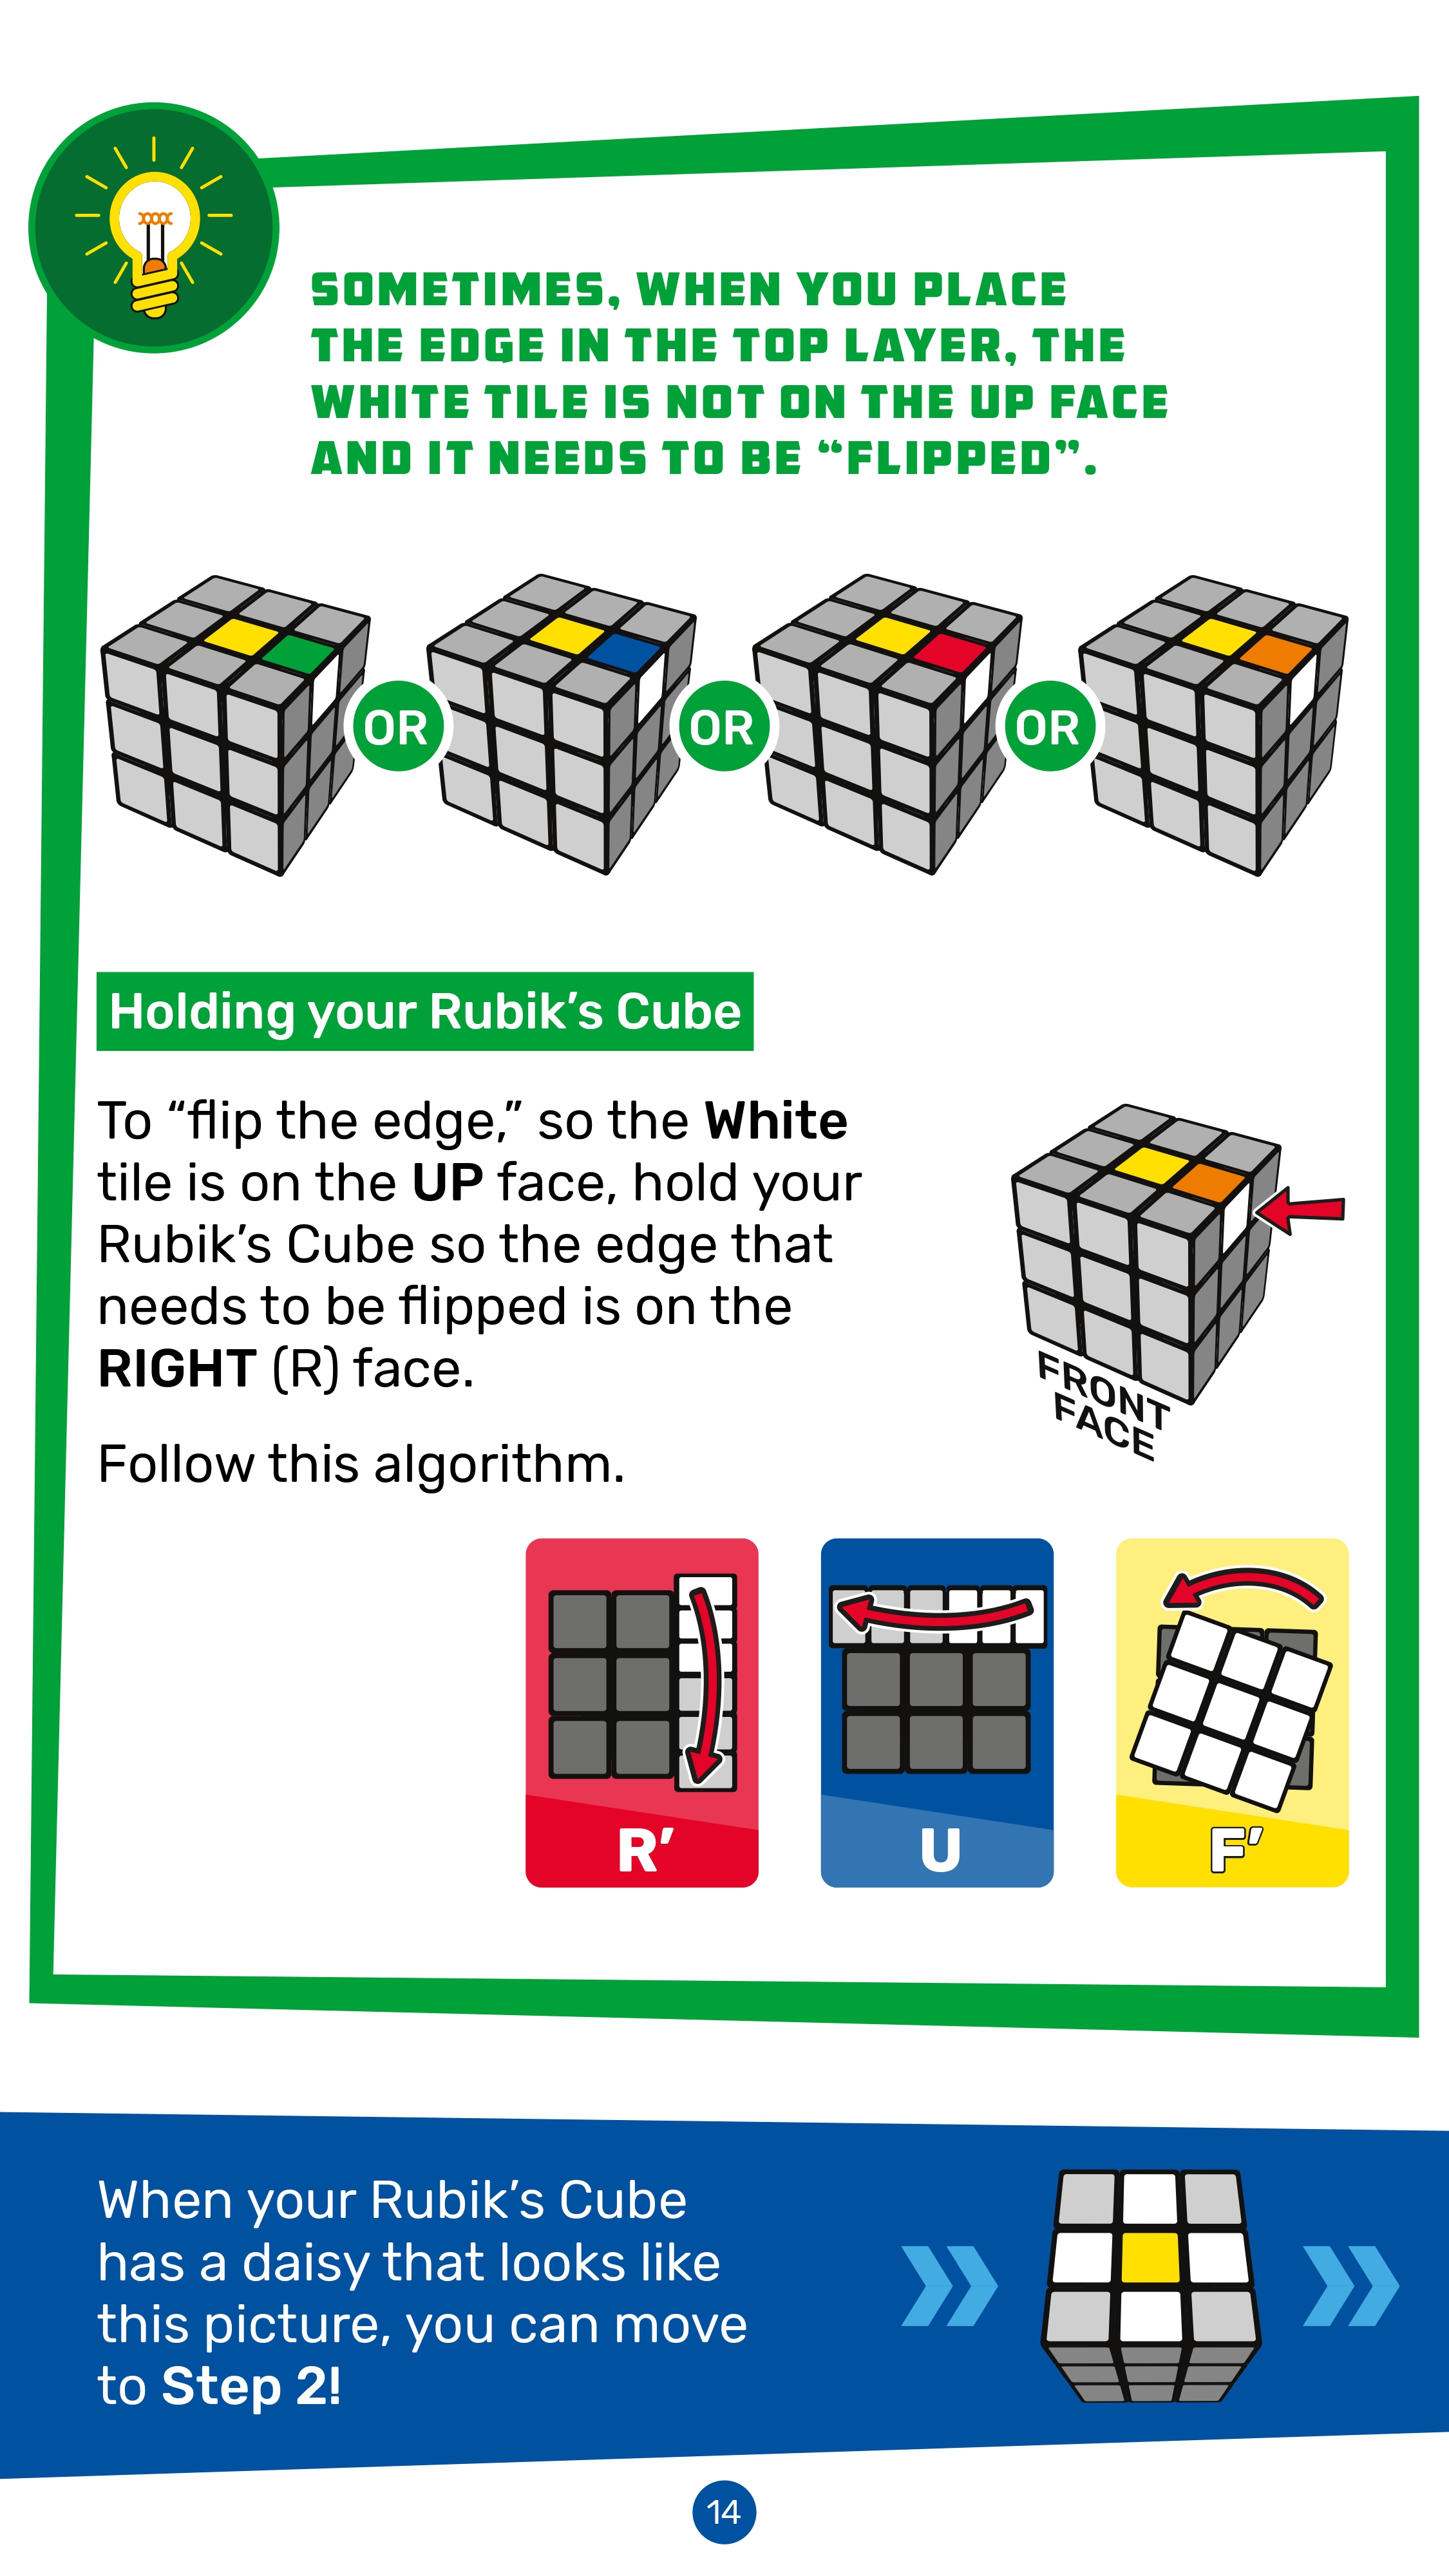 SOMETIMES, WHEN YOU PLACE
THE EDGE IN THE TOP LAYER, THE
WHITE TILE IS NOT ON THE UP FACE
AND IT NEEDS TO BE “FLIPPED”.
OR
OR
OR
Holding your Rubik’s Cube
To “flip the edge,” so the White
tile is on the UP face, hold your
Rubik’s Cube so the edge that
needs to be flipped is on the
RIGHT (R) face.
FRONT
FACE
Follow this algorithm.
R’
U
F’
When your Rubik’s Cube
has a daisy that looks like
this picture, you can move
to Step 2!
14